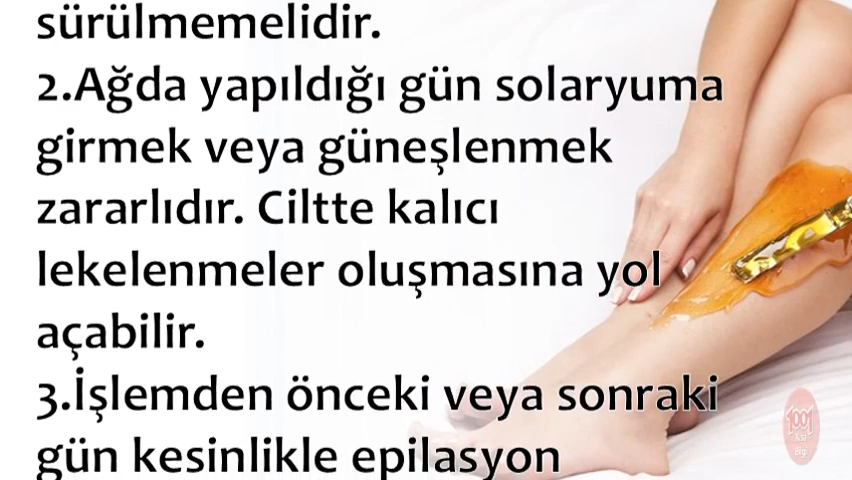 sürülmemelidir.
2.Ağda yapıldığı gün solaryuma
girmek veya güneşlenmek
zararlıdır. Ciltte kalıcı
lekelenmeler oluşmasına yol
açabilir.
3.İşlemden önceki veya sonraki
gün kesinlikle epilasyon
1001